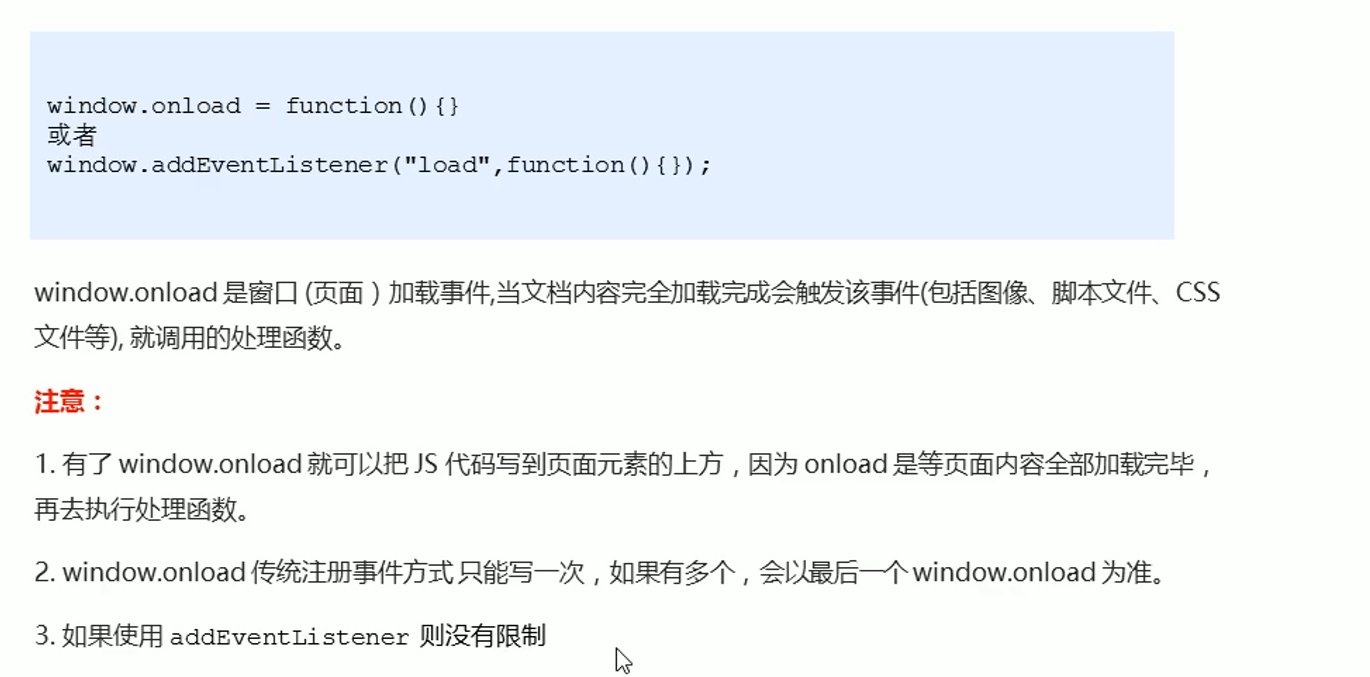 window.onload = function(){}
或者
window.addEventListener("load",function(){});
window.onload 是窗口 (页面）加载事件,当文档内容完全加载完成会触发该事件(包括图像、脚本文件、CSS
文件等), 就调用的处理函数。
注意：
1. 有了 window.onload 就可以把 JS 代码写到页面元素的上方，因为 onload 是等页面内容全部加载完毕，
再去执行处理函数。
2. window.onload 传统注册事件方式 只能写一次，如果有多个，会以最后一个 window.onload 为准。
3. 如果使用 addEventListener 则没有限制